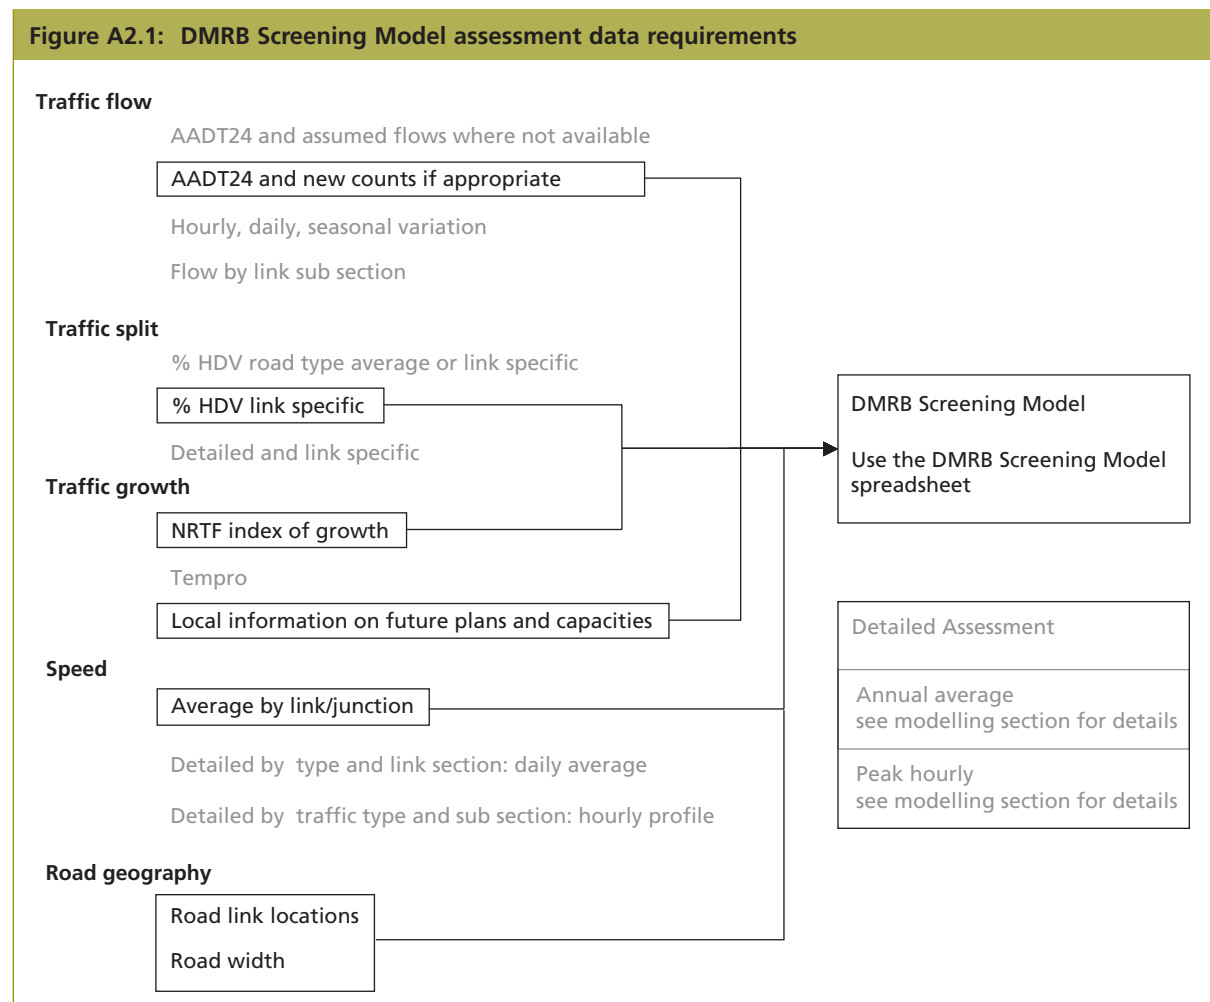 Figure A2.1: DMRB Screening Model assessment data requirements
Traffic flow
AADT24 and assumed flows where not available
AADT24 and new counts if appropriate
Hourly, daily, seasonal variation
Flow by link sub section
Traffic split
% HDV road type average or link specific
% HDV link specific
Detailed and link specific
Traffic growth
NRTF index of growth
Tempro
Local information on future plans and capacities
Speed
Average by link/junction
Detailed by type and link section: daily average
Detailed by traffic type and sub section: hourly profile
Road geography
Road link locations
Road width
DMRB Screening Model
Use the DMRB Screening Model
spreadsheet
Detailed Assessment
Annual average
see modelling section for details
Peak hourly
see modelling section for details